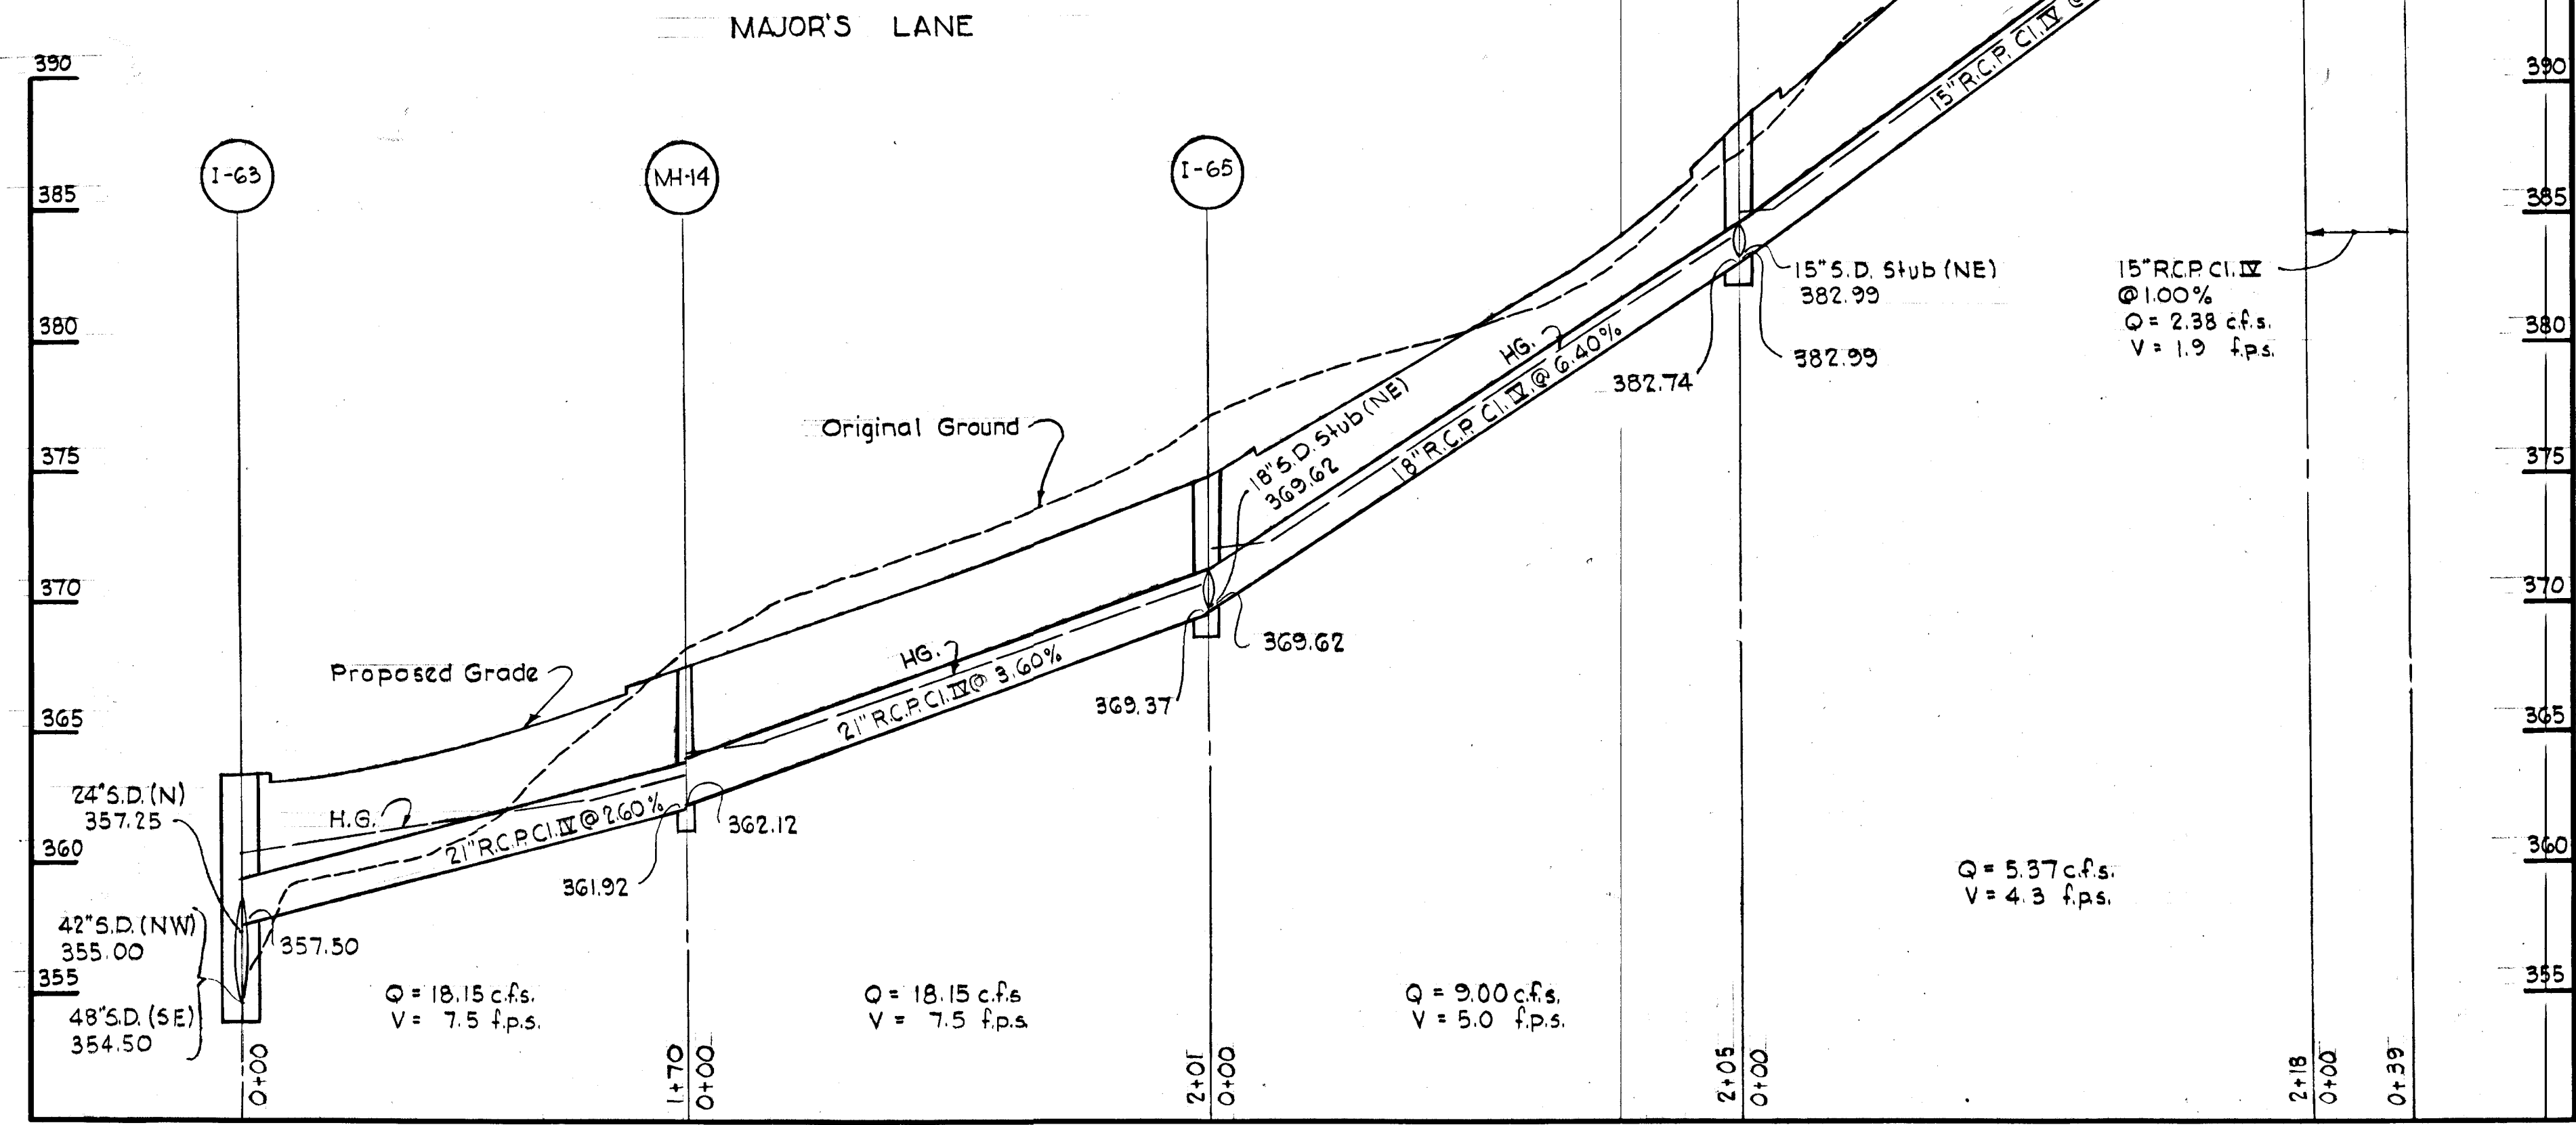 MAJOR'S LANE
390
385
380
375
370
365
360
355
390
385
380
375
370
365
360
355
I-63
MH-14
I-65
15" R.C.P. Cl. IV @
15" S.D. Stub (NE)
382.99
382.99
382.74
15" R.C.P. Cl. IV
@ 1.00%
Q = 2.38 c.f.s.
V = 1.9 f.p.s.
HG.
18" R.C.P. Cl. IV @ 6.40%
18" S.D. Stub (NE)
369.62
Original Ground
369.62
369.37
HG.
21" R.C.P. Cl. IV @ 3.60%
Proposed Grade
H.G.
21" R.C.P. Cl. IV @ 2.60%
362.12
361.92
24" S.D. (N)
357.25
42" S.D. (NW)
355.00
48" S.D. (SE)
354.50
357.50
Q = 18.15 c.f.s.
V = 7.5 f.p.s.
Q = 18.15 c.f.s
V = 7.5 f.p.s.
Q = 9.00 c.f.s.
V = 5.0 f.p.s.
Q = 5.37 c.f.s.
V = 4.3 f.p.s.
0+00
1+70
0+00
2+01
0+00
2+05
0+00
2+18
0+00
0+39